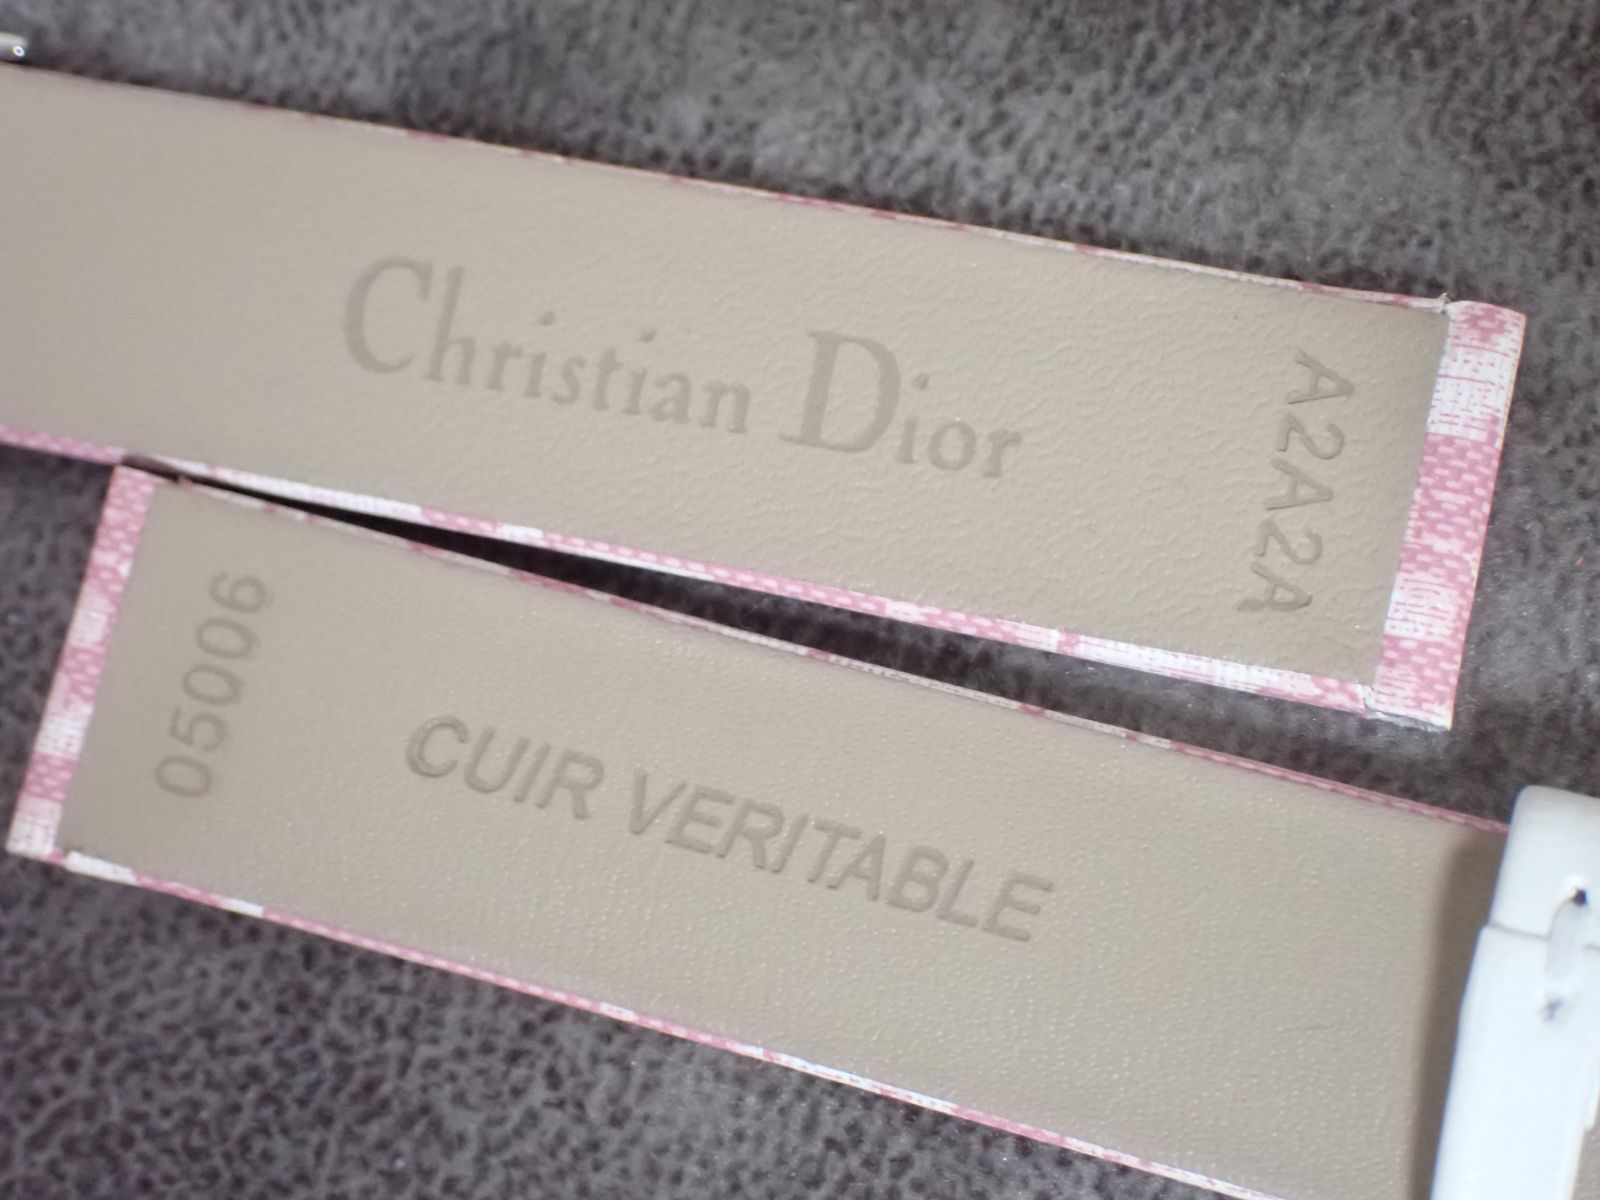 Christian Dior
A2A2A
05006
CUIR VERITABLE